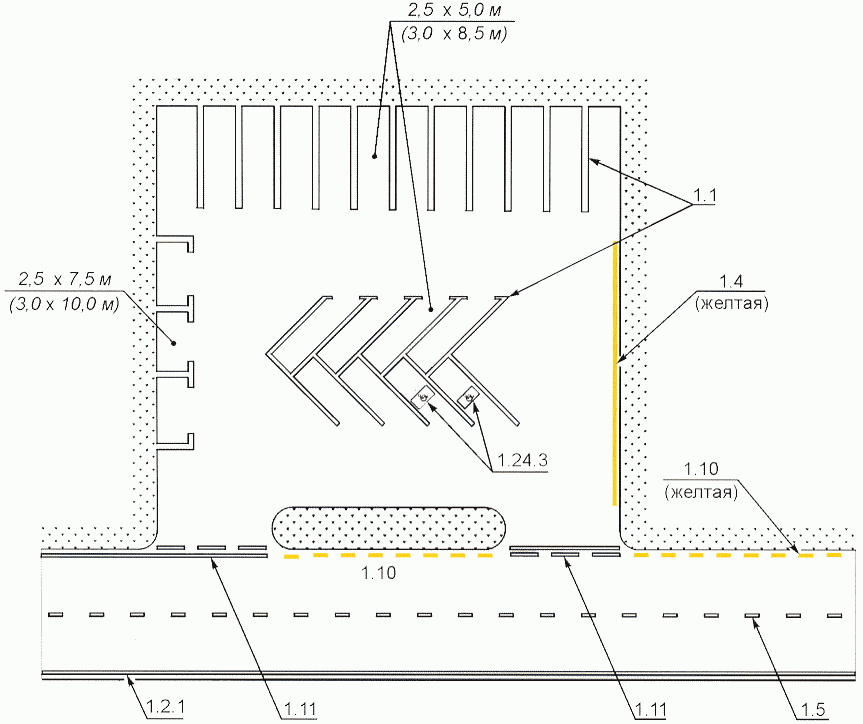 2,5 x 5,0 м
(3,0 x 8,5 м)
1.1
2,5 x 7,5 м
(3,0 x 10,0 м)
1.4
(желтая)
1.24.3
1.10
(желтая)
1.10
1.2.1
1.11
1.11
1.5